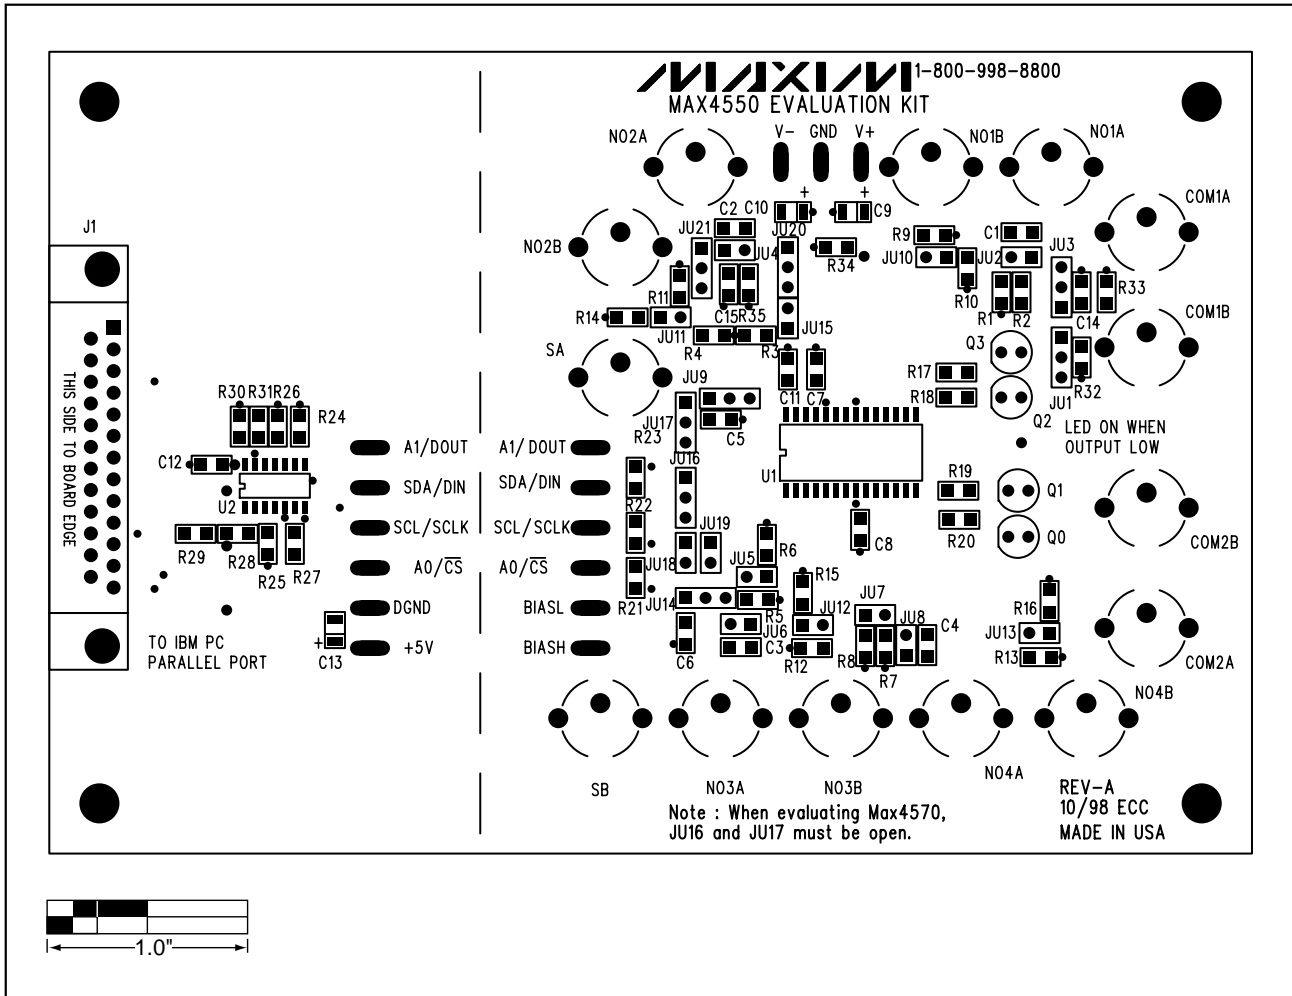 MAXIM 1-800-998-8800
MAX4550 EVALUATION KIT
NO2A
V-
GND
V+
NO1B
NO1A
COM1A
J1
NO2B
JU21
C2
C10
JU20
C9
R9
C1
JU3
JU4
R34
JU10
JU2
R33
R11
R10
R14
C15
R35
JU15
R1
R2
C14
COM1B
JU11
R4
R3
Q3
SA
C11
C7
R17
R32
JU9
R18
JU1
Q2
THIS SIDE TO BOARD EDGE
R30
R31
R26
R24
JU17
R23
C5
LED ON WHEN
OUTPUT LOW
A1/DOUT
A1/DOUT
C12
JU16
U1
R19
SDA/DIN
SDA/DIN
Q1
U2
R22
SCL/SCLK
SCL/SCLK
JU19
R6
C8
R20
Q0
COM2B
R29
R28
R25
R27
A0/C̅S̅
A0/C̅S̅
JU18
JU5
R15
R21
JU14
R5
JU7
R16
DGND
BIASL
JU12
JU8
C4
JU13
TO IBM PC
PARALLEL PORT
+
C13
+5V
BIASH
JU6
C6
C3
R12
R8
R7
R13
COM2A
NO4B
SB
NO3A
NO3B
NO4A
Note : When evaluating Max4570,
JU16 and JU17 must be open.
REV-A
10/98 ECC
MADE IN USA
+
+
1.0"